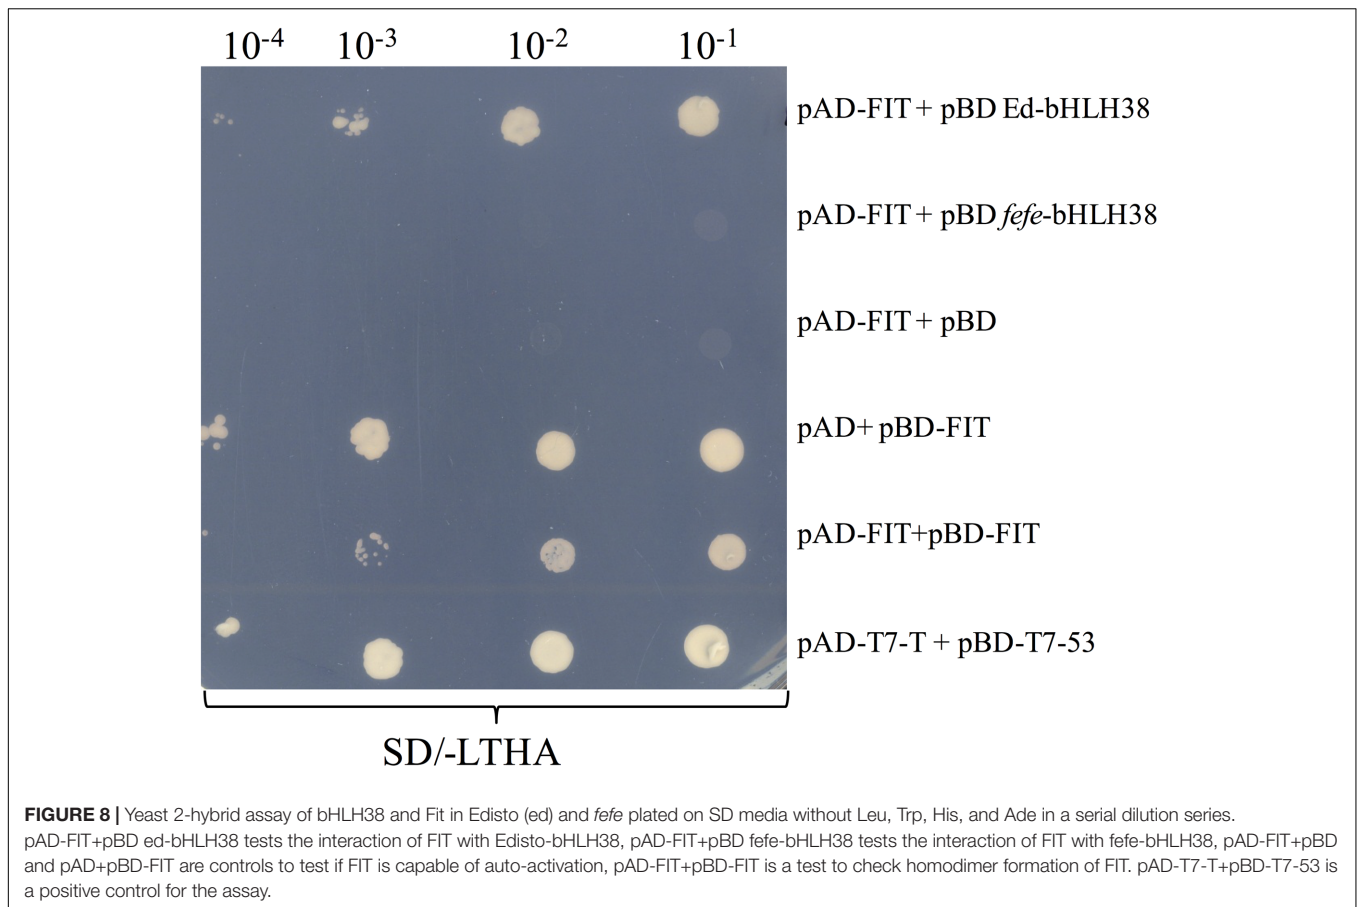 10-4 10-3 10-2 10-1
pAD-FIT + pBD Ed-bHLH38
pAD-FIT + pBD fefe-bHLH38
pAD-FIT + pBD
pAD+ pBD-FIT
pAD-FIT+pBD-FIT
pAD-T7-T + pBD-T7-53
SD/-LTHA
FIGURE 8 | Yeast 2-hybrid assay of bHLH38 and Fit in Edisto (ed) and fefe plated on SD media without Leu, Trp, His, and Ade in a serial dilution series.
pAD-FIT+pBD ed-bHLH38 tests the interaction of FIT with Edisto-bHLH38, pAD-FIT+pBD fefe-bHLH38 tests the interaction of FIT with fefe-bHLH38, pAD-FIT+pBD
and pAD+pBD-FIT are controls to test if FIT is capable of auto-activation, pAD-FIT+pBD-FIT is a test to check homodimer formation of FIT. pAD-T7-T+pBD-T7-53 is
a positive control for the assay.